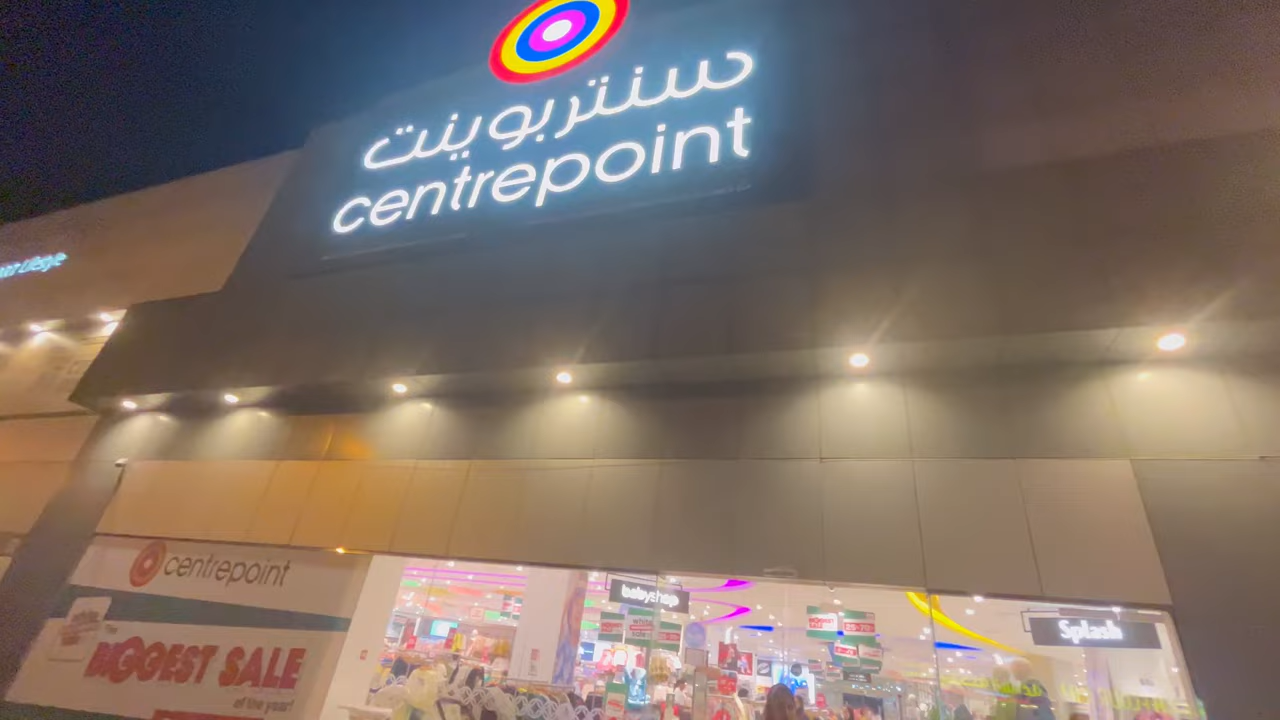 سنتربوينت
centrepoint
centrepoint
The
BIGGEST SALE
of the year!
babyshop
Splash